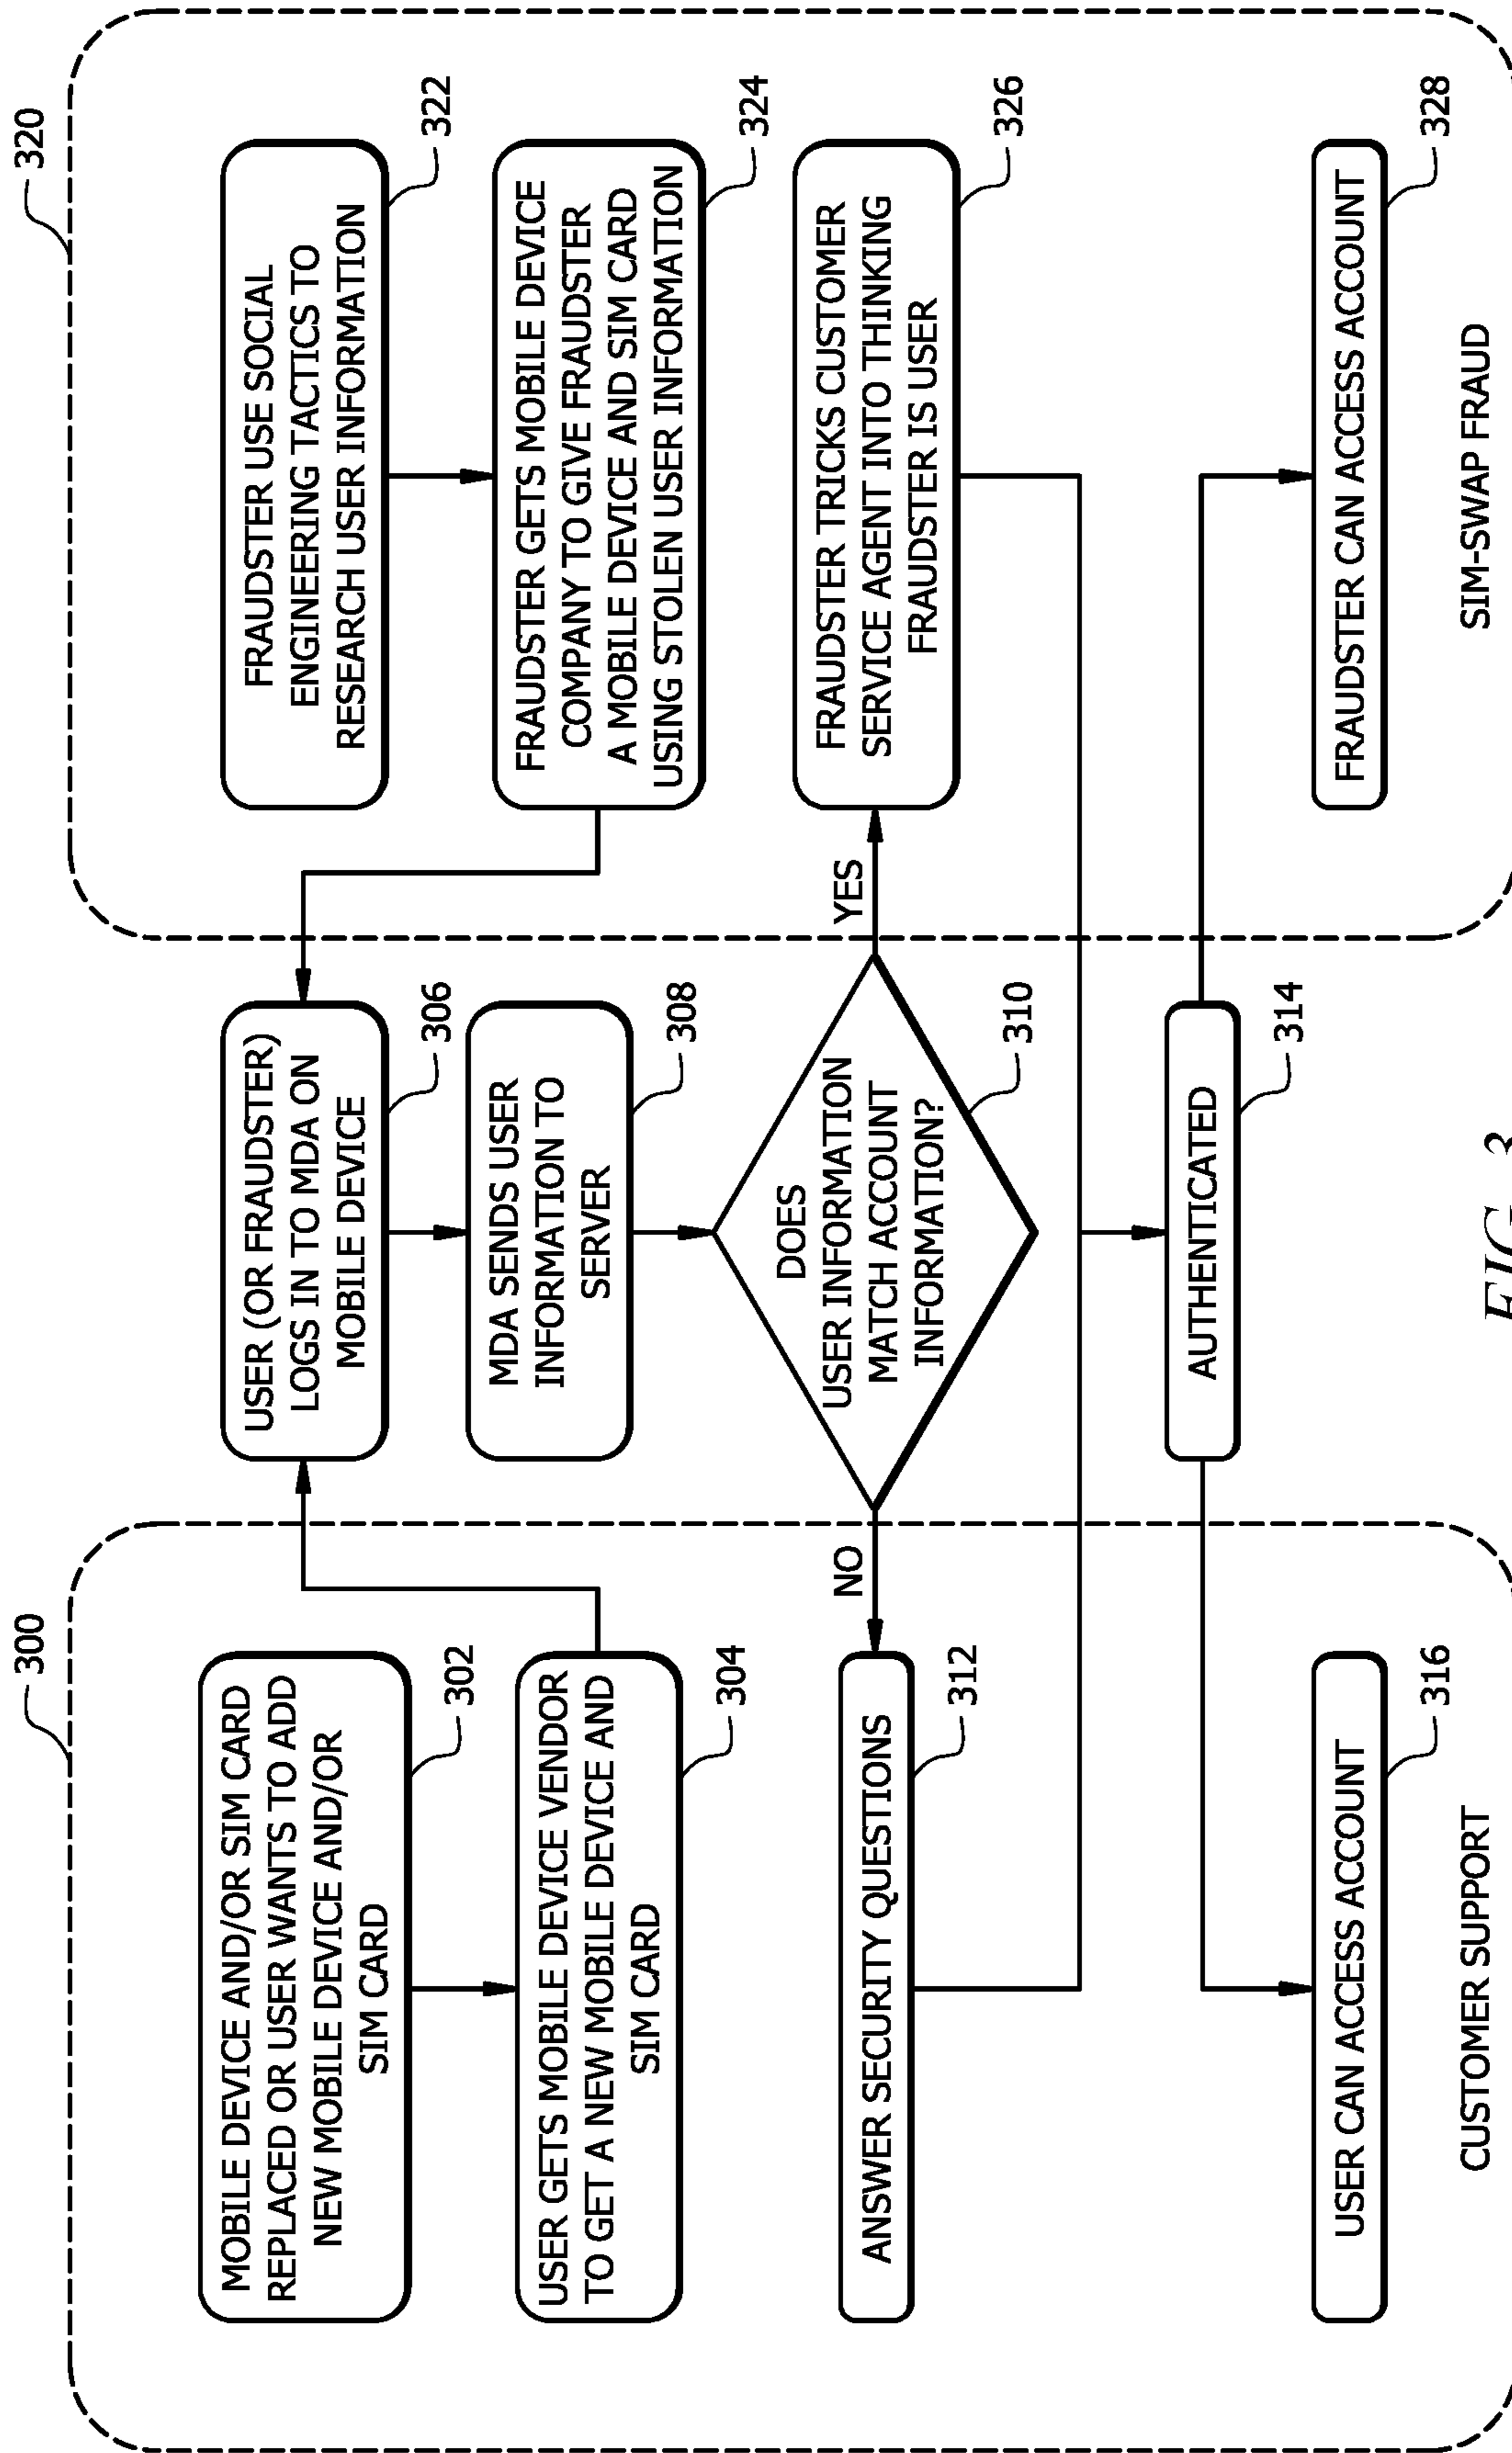 300
MOBILE DEVICE AND/OR SIM CARD
REPLACED OR USER WANTS TO ADD
NEW MOBILE DEVICE AND/OR
SIM CARD
302
USER GETS MOBILE DEVICE VENDOR
TO GET A NEW MOBILE DEVICE AND
SIM CARD
304
ANSWER SECURITY QUESTIONS
312
USER CAN ACCESS ACCOUNT
316
CUSTOMER SUPPORT
USER (OR FRAUDSTER)
LOGS IN TO MDA ON
MOBILE DEVICE
306
MDA SENDS USER
INFORMATION TO
SERVER
308
DOES
USER INFORMATION
MATCH ACCOUNT
INFORMATION?
310
NO
YES
AUTHENTICATED
314
320
FRAUDSTER USE SOCIAL
ENGINEERING TACTICS TO
RESEARCH USER INFORMATION
322
FRAUDSTER GETS MOBILE DEVICE
COMPANY TO GIVE FRAUDSTER
A MOBILE DEVICE AND SIM CARD
USING STOLEN USER INFORMATION
324
FRAUDSTER TRICKS CUSTOMER
SERVICE AGENT INTO THINKING
FRAUDSTER IS USER
326
FRAUDSTER CAN ACCESS ACCOUNT
328
SIM-SWAP FRAUD
FIG. 3